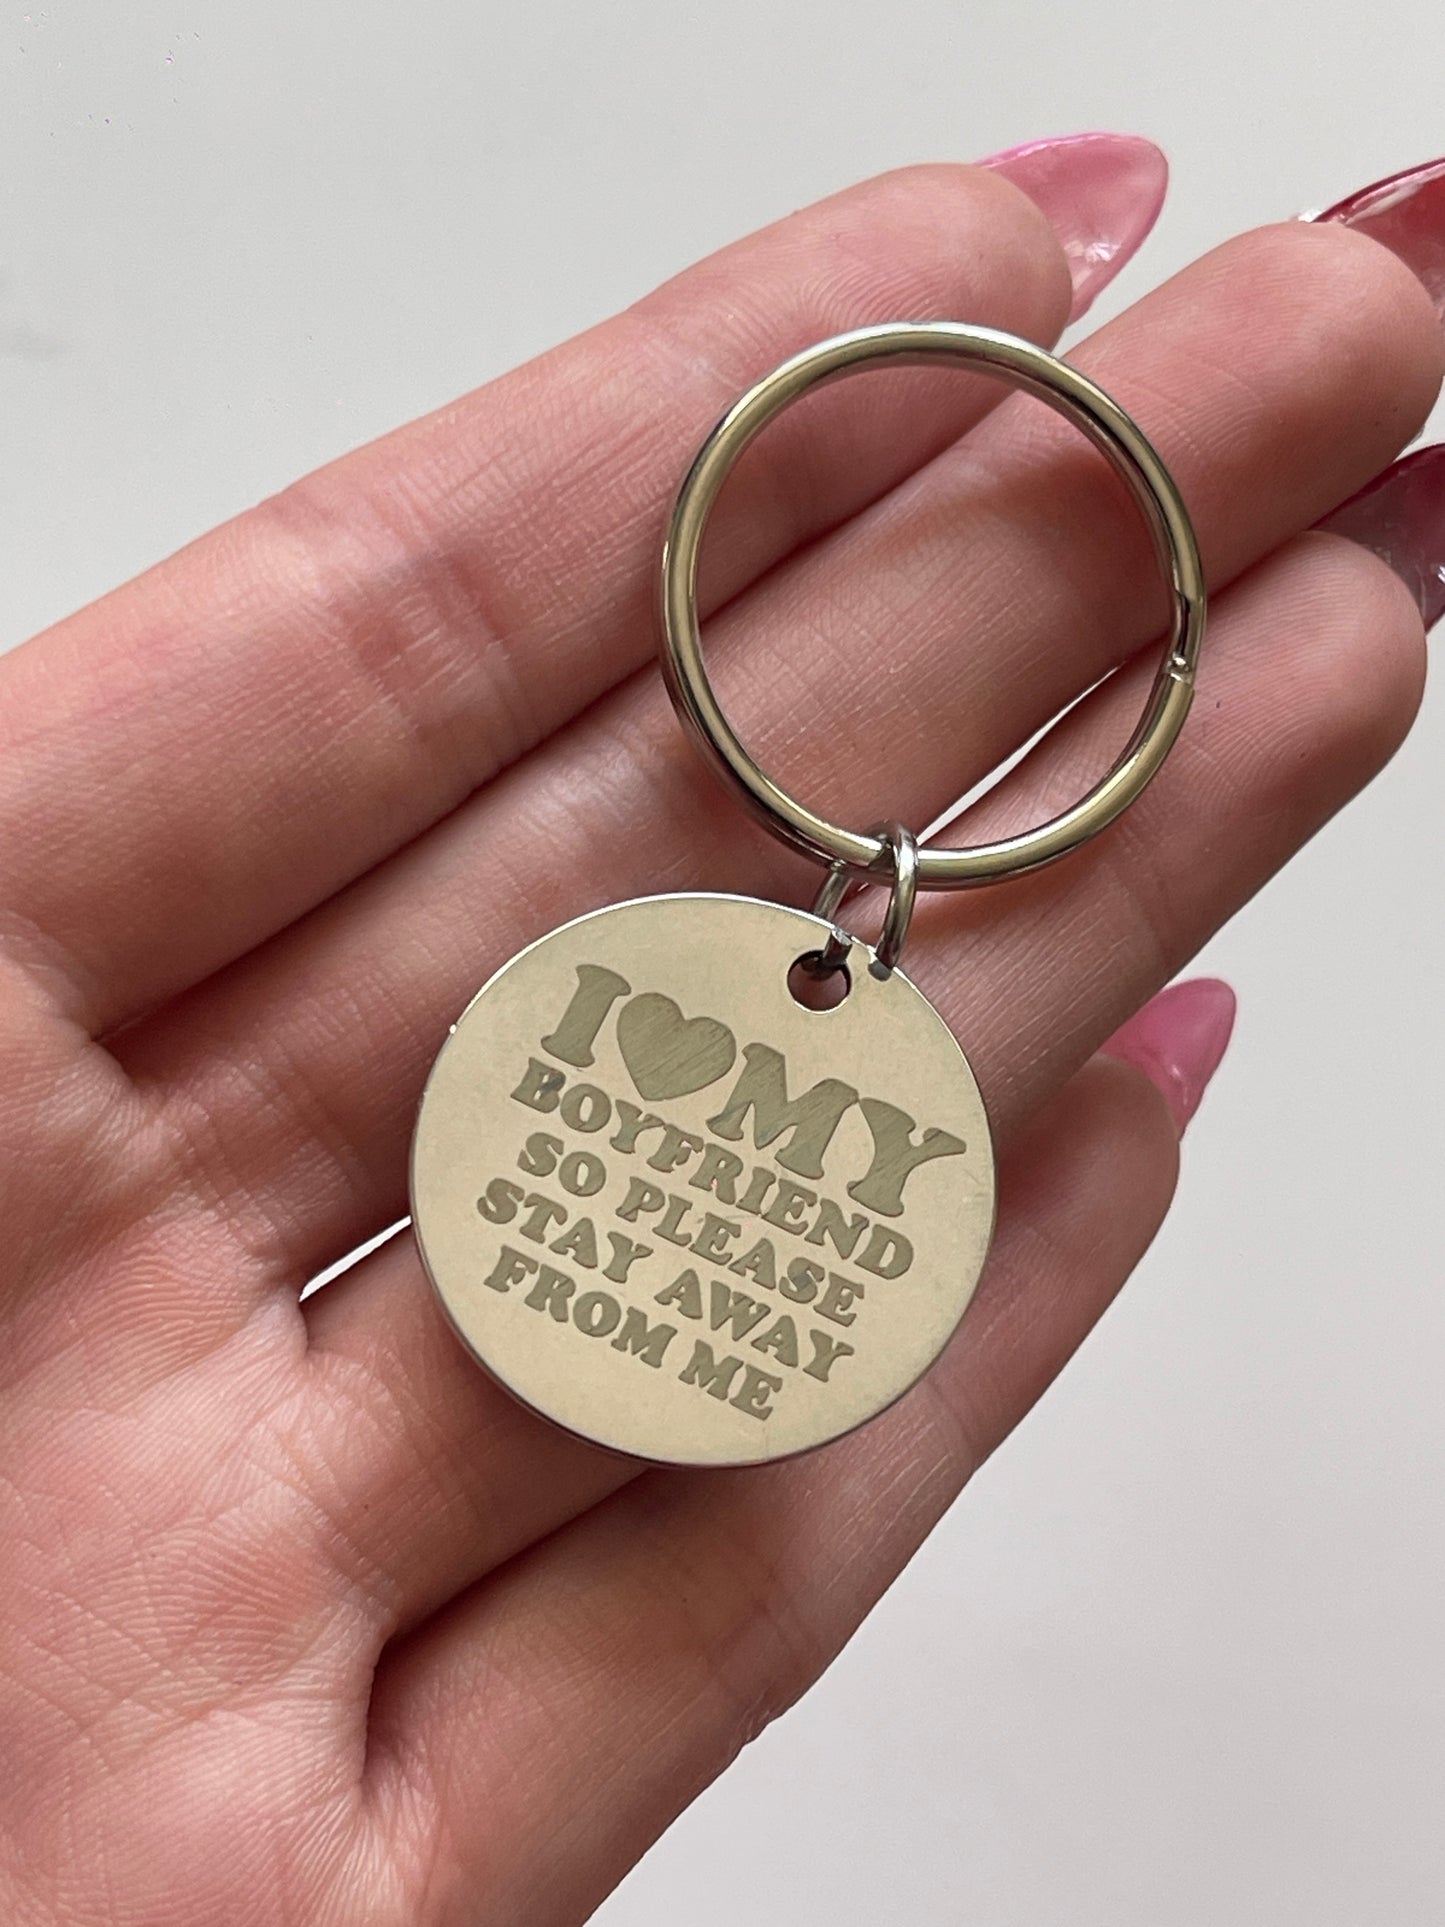 I ♥ MY
BOYFRIEND
SO PLEASE
STAY AWAY
FROM ME